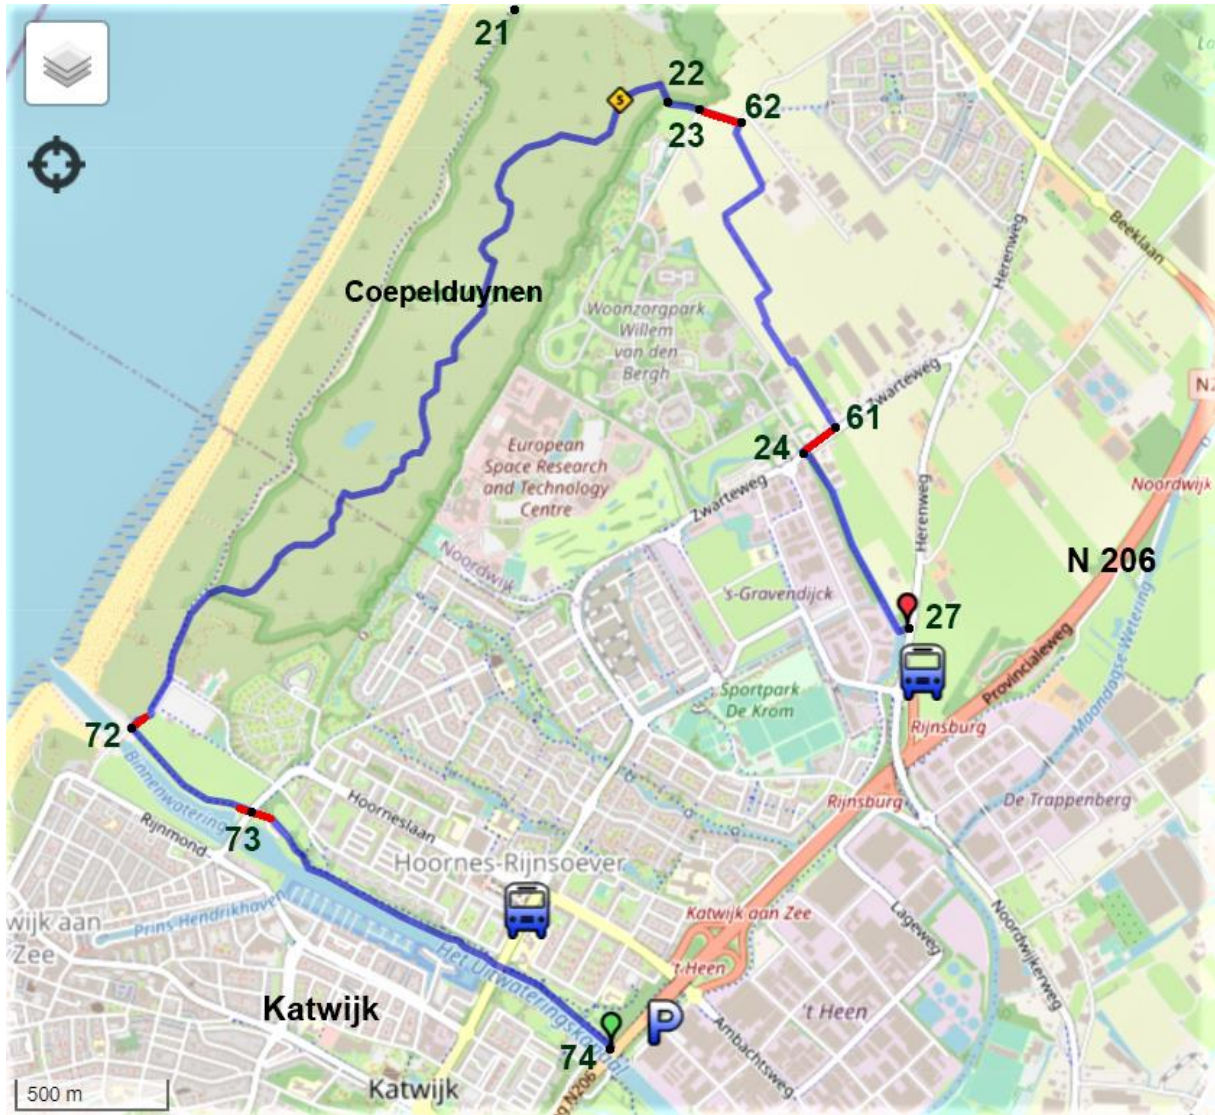 21
22
62
23
Beeklaan
Herenweg
Coepelduynen
Woonzorgpark
Willem
van den
Bergh
Zwarteweg
61
24
European
Space Research
and Technology
Centre
Zwarteweg
Noordwijk
Herenweg
Noordwijk
N 206
's-Gravendijck
27
Provincialeweg
Maandagse Wetering
Sportpark
De Krom
72
Rijnsburg
Binnenwatering
Hoorneslaan
Rijnsburg
De Trappenberg
Rijnmond
73
Hoornes-Rijnsoever
Prins Hendrikhaven
wijk aan
Zee
Katwijk aan Zee
Lageweg
Noordwijkerweg
Het Uitwateringskanaal
't Heen
't Heen
Katwijk
P
74
Ambachtsweg
N206
Katwijk
500 m